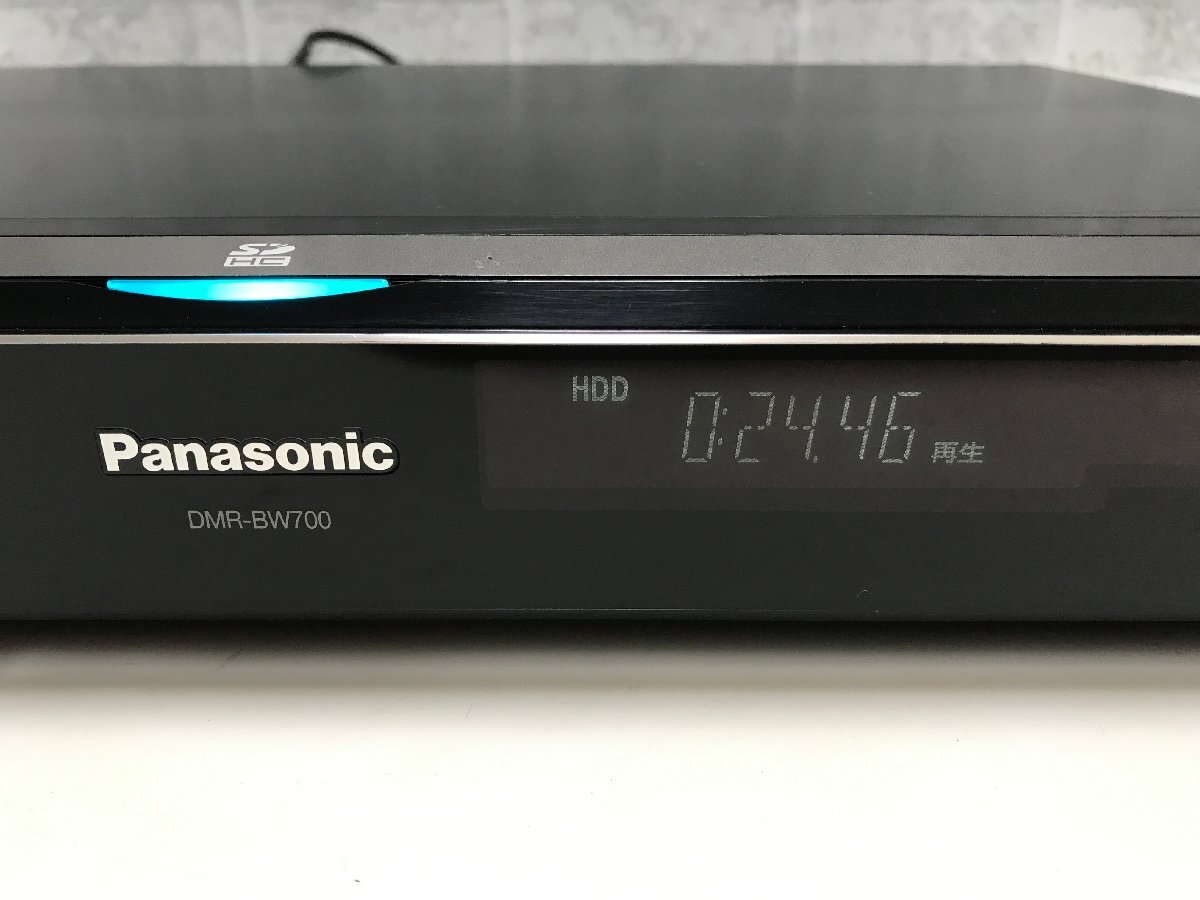 SD
HC
HDD
0:24.46 再生
Panasonic
DMR-BW700